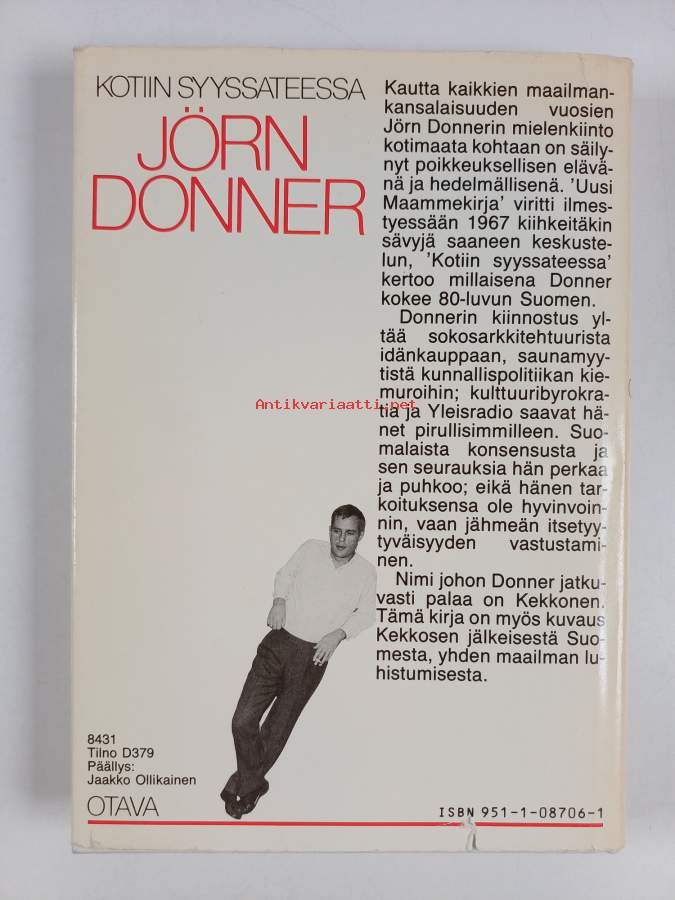 KOTIIN SYYSSATEESSA
JÖRN
DONNER
Kautta kaikkien maailman-
kansalaisuuden vuosien
Jörn Donnerin mielenkiinto
kotimaata kohtaan on säily-
nyt poikkeuksellisen elävä-
nä ja hedelmällisenä. 'Uusi
Maammekirja' viritti ilmes-
tyessään 1967 kiihkeitäkin
sävyjä saaneen keskuste-
lun, 'Kotiin syyssateessa'
kertoo millaisena Donner
kokee 80-luvun Suomen.
Donnerin kiinnostus yl-
tää sokosarkkitehtuurista
idänkauppaan, saunamyy-
tistä kunnallispolitiikan kie-
muroihin; kulttuuribyrokra-
tia ja Yleisradio saavat hä-
net pirullisimmilleen. Suo-
malaista konsensusta ja
sen seurauksia hän perkaa
ja puhkoo; eikä hänen tar-
koituksensa ole hyvinvoin-
nin, vaan jähmeän itsetyy-
tyväisyyden vastustami-
nen.
Nimi johon Donner jatku-
vasti palaa on Kekkonen.
Tämä kirja on myös kuvaus
Kekkosen jälkeisestä Suo-
mesta, yhden maailman lu-
histumisesta.
Antikvariaatti.net
8431
Tilno D379
Päällys:
Jaakko Ollikainen
OTAVA
ISBN 951-1-08706-1